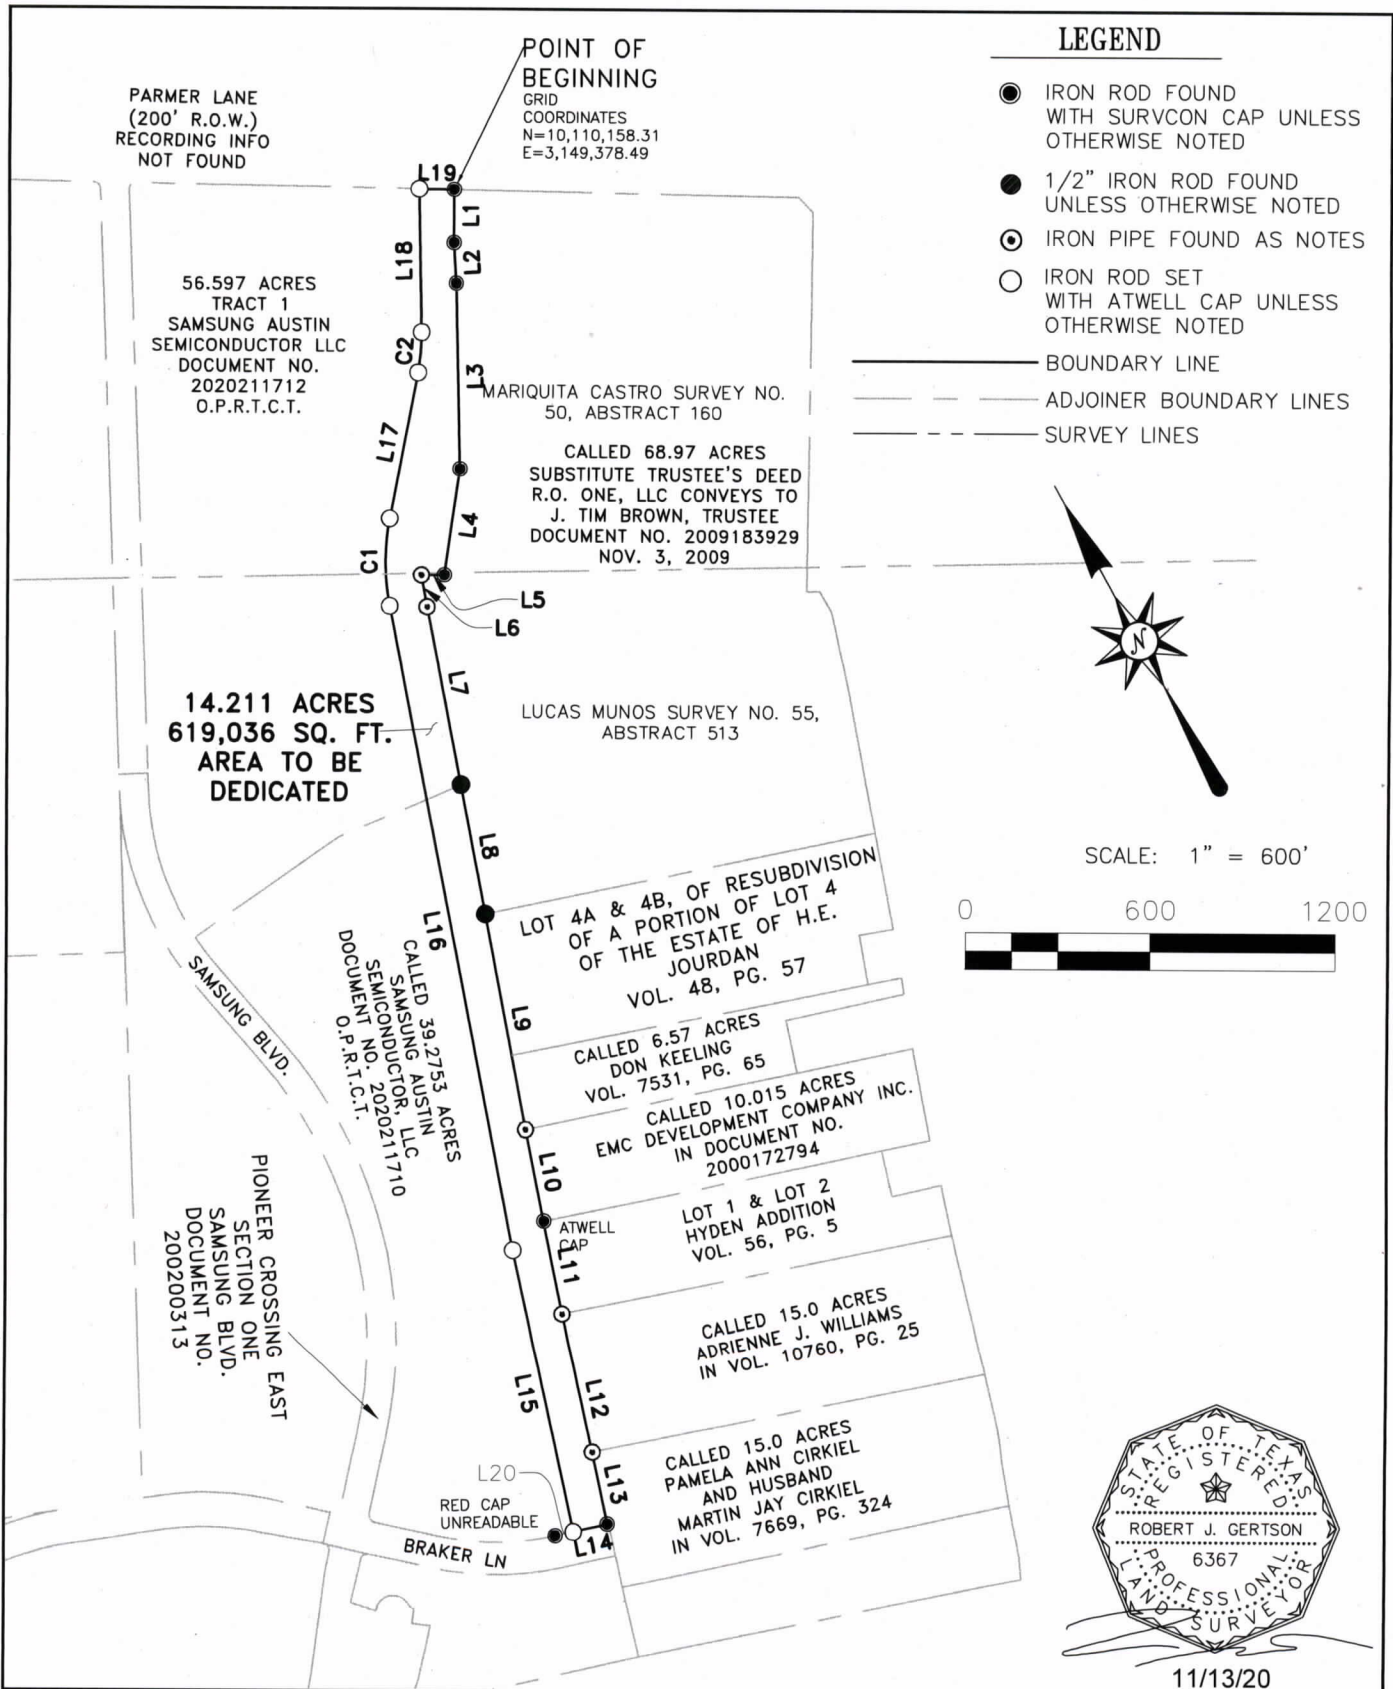 POINT OF
BEGINNING
GRID
COORDINATES
N=10,110,158.31
E=3,149,378.49
PARMER LANE
(200' R.O.W.)
RECORDING INFO
NOT FOUND
LEGEND
IRON ROD FOUND
WITH SURVCON CAP UNLESS
OTHERWISE NOTED
1/2" IRON ROD FOUND
UNLESS OTHERWISE NOTED
IRON PIPE FOUND AS NOTES
IRON ROD SET
WITH ATWELL CAP UNLESS
OTHERWISE NOTED
BOUNDARY LINE
ADJOINER BOUNDARY LINES
SURVEY LINES
L19
L1
L2
L18
C2
L3
L17
L4
C1
L5
L6
56.597 ACRES
TRACT 1
SAMSUNG AUSTIN
SEMICONDUCTOR LLC
DOCUMENT NO.
2020211712
O.P.R.T.C.T.
MARIQUITA CASTRO SURVEY NO.
50, ABSTRACT 160
CALLED 68.97 ACRES
SUBSTITUTE TRUSTEE'S DEED
R.O. ONE, LLC CONVEYS TO
J. TIM BROWN, TRUSTEE
DOCUMENT NO. 2009183929
NOV. 3, 2009
N
L7
14.211 ACRES
619,036 SQ. FT.
AREA TO BE
DEDICATED
LUCAS MUNOS SURVEY NO. 55,
ABSTRACT 513
SCALE: 1" = 600'
0 600 1200
L8
L16
LOT 4A & 4B, OF RESUBDIVISION
OF A PORTION OF LOT 4
OF THE ESTATE OF H.E.
JOURDAN
VOL. 48, PG. 57
SAMSUNG BLVD.
CALLED 39.2753 ACRES
SAMSUNG AUSTIN
SEMICONDUCTOR, LLC
DOCUMENT NO. 2020211710
O.P.R.T.C.T.
L9
CALLED 6.57 ACRES
DON KEELING
VOL. 7531, PG. 65
CALLED 10.015 ACRES
EMC DEVELOPMENT COMPANY INC.
IN DOCUMENT NO.
2000172794
L10
ATWELL
CAP
L11
LOT 1 & LOT 2
HYDEN ADDITION
VOL. 56, PG. 5
PIONEER CROSSING EAST
SECTION ONE
SAMSUNG BLVD.
DOCUMENT NO.
200200313
CALLED 15.0 ACRES
ADRIENNE J. WILLIAMS
IN VOL. 10760, PG. 25
L15
L12
CALLED 15.0 ACRES
PAMELA ANN CIRKIEL
AND HUSBAND
MARTIN JAY CIRKIEL
IN VOL. 7669, PG. 324
L13
L20
RED CAP
UNREADABLE
L14
BRAKER LN
STATE OF TEXAS
REGISTERED
ROBERT J. GERTSON
6367
PROFESSIONAL
LAND SURVEYOR
11/13/20